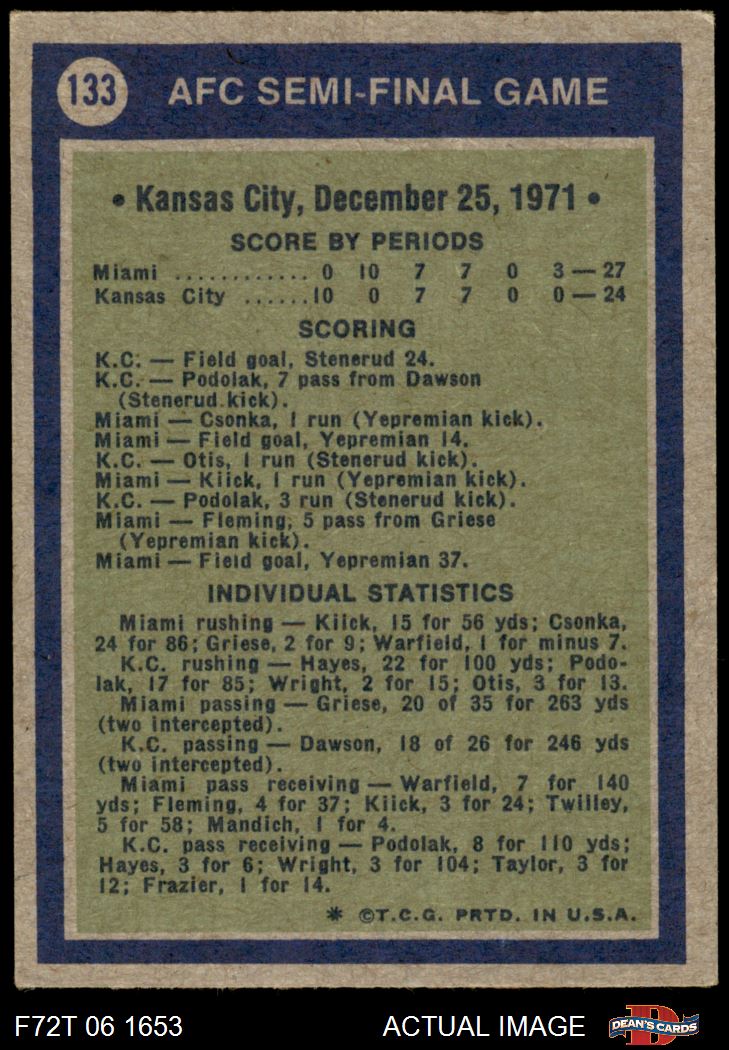 133 AFC SEMI-FINAL GAME
• Kansas City, December 25, 1971 •
SCORE BY PERIODS
Miami ............ 0 10 7 7 0 3 — 27
Kansas City ......10 0 7 7 0 0 — 24
SCORING
K.C. — Field goal, Stenerud 24.
K.C. — Podolak, 7 pass from Dawson
(Stenerud kick).
Miami — Csonka, 1 run (Yepremian kick).
Miami — Field goal, Yepremian 14.
K.C. — Otis, 1 run (Stenerud kick).
Miami — Kiick, 1 run (Yepremian kick).
K.C. — Podolak, 3 run (Stenerud kick).
Miami — Fleming, 5 pass from Griese
(Yepremian kick).
Miami — Field goal, Yepremian 37.
INDIVIDUAL STATISTICS
Miami rushing — Kiick, 15 for 56 yds; Csonka,
24 for 86; Griese, 2 for 9; Warfield, 1 for minus 7.
K.C. rushing — Hayes, 22 for 100 yds; Podo-
lak, 17 for 85; Wright, 2 for 15; Otis, 3 for 13.
Miami passing — Griese, 20 of 35 for 263 yds
(two intercepted).
K.C. passing — Dawson, 18 of 26 for 246 yds
(two intercepted).
Miami pass receiving — Warfield, 7 for 140
yds; Fleming, 4 for 37; Kiick, 3 for 24; Twilley,
5 for 58; Mandich, 1 for 4.
K.C. pass receiving — Podolak, 8 for 110 yds;
Hayes, 3 for 6; Wright, 3 for 104; Taylor, 3 for
12; Frazier, 1 for 14.
* ©T.C.G. PRTD. IN U.S.A.
F72T 06 1653 ACTUAL IMAGE D DEAN'S CARDS